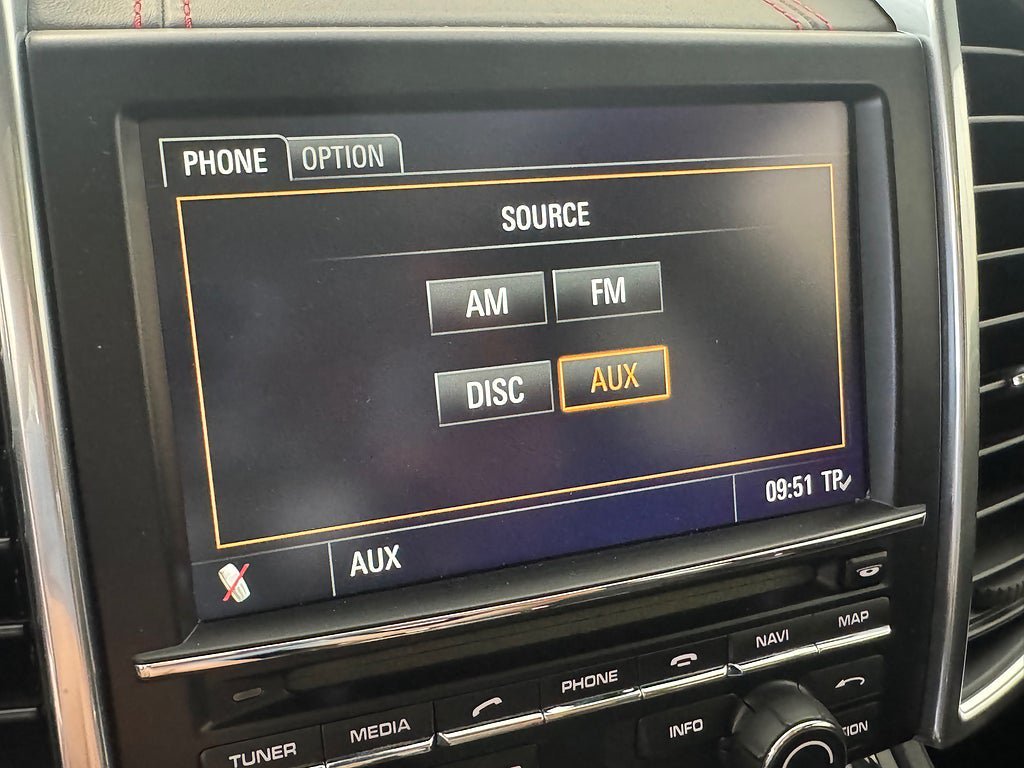 PHONE OPTION
SOURCE
AM FM
DISC AUX
09:51 TP
AUX
MAP
NAVI
PHONE
INFO
MEDIA
TUNER